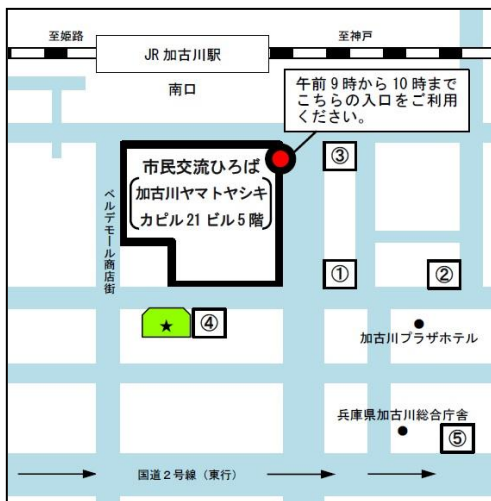 至姫路
至神戸
JR 加古川駅
南口
午前9時から10時まで
こちらの入口をご利用
ください。
市民交流ひろば
加古川ヤマトヤシキ
カピル21 ビル5階
ベルデモール商店街
③
①
②
★
④
加古川プラザホテル
兵庫県加古川総合庁舎
⑤
国道2号線(東行)